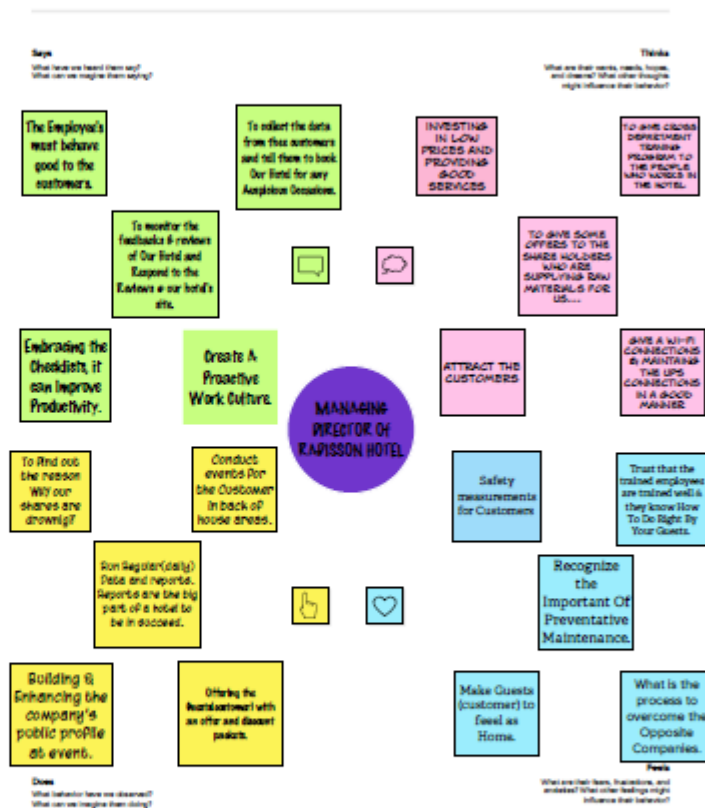 Says
What have we heard them say?
What can we imagine them saying?
Thinks
What are their wants, needs, hopes,
and dreams? What other thoughts
might influence their behavior?
The Employee's
must behave
good to the
customers.
To collect the data
from thee customers
and tell them to book
Our Hotel for any
Auspicious Occasions.
INVESTING
IN LOW
PRICES AND
PROVIDING
GOOD
SERVICES
TO GIVE CROSS
DEPARTMENT
TRAINING
PROGRAM TO
THE PEOPLE
WHO WORKS IN
THE HOTEL
To monitor the
feedbacks & reviews
of Our Hotel and
Respond to the
Reviews @ our hotel's
site.
TO GIVE SOME
OFFERS TO THE
SHARE HOLDERS
WHO ARE
SUPPLYING RAW
MATERIALS FOR
US....
Embracing the
Checklists, it
can Improve
Productivity.
Create A
Proactive
Work Culture.
ATTRACT THE
CUSTOMERS
GIVE A WI-FI
CONNECTIONS
& MAINTAING
THE UPS
CONNECTIONS
IN A GOOD
MANNER
MANAGING
DIRECTOR OF
RADISSON HOTEL
To find out
the reason
Why our
shares are
drownig?
Conduct
events for
the Customer
in back of
house areas.
Safety
measurements
for Customers
Trust that the
trained employees
are trained well &
they know How
To Do Right By
Your Guests.
Run Regular(daily)
Data and reports.
Reports are the big
part of a hotel to
be in succeed.
Recognize
the
Important Of
Preventative
Maintenance.
Building &
Enhancing the
company's
public profile
at event.
Offering the
with
an offer and discount
packets.
Make Guests
(customer) to
feeel as
Home.
What is the
process to
overcome the
Opposite
Companies.
Does
What behavior have we observed?
What can we imagine them doing?
Feels
What are their fears, frustrations, and
anxieties? What other feelings might
influence their behavior?